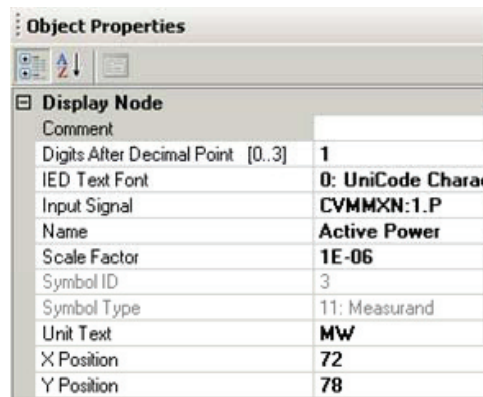 Object Properties
Display Node
Comment
Digits After Decimal Point [0..3] 1
IED Text Font 0: UniCode
Input Signal CVMMXN:1.P
Name Active Power
Scale Factor 1E-06
Symbol ID 3
Symbol Type 11: Measurand
Unit Text MW
X Position 72
Y Position 78